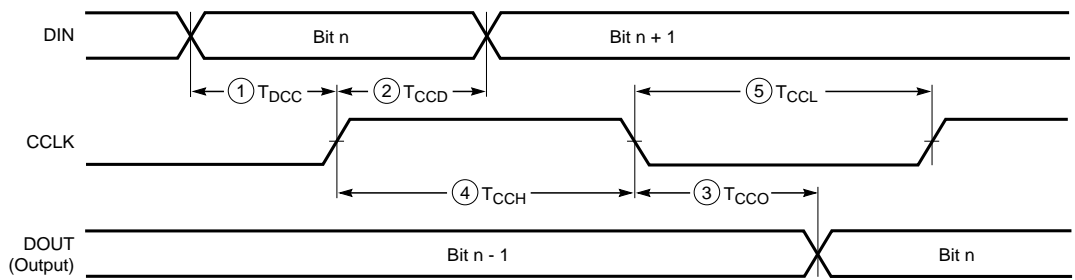 DIN
Bit n
Bit n + 1
1 TDCC
2 TCCD
5 TCCL
CCLK
4 TCCH
3 TCCO
DOUT
(Output)
Bit n - 1
Bit n